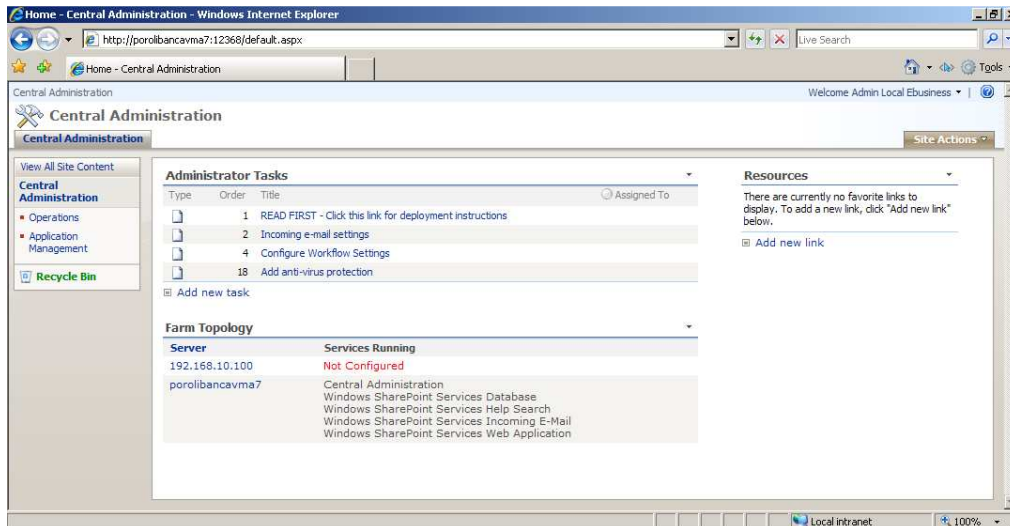 Home - Central Administration - Windows Internet Explorer
http://porolibancavma7:12368/default.aspx
Live Search
Home - Central Administration
Tools
Central Administration
Welcome Admin Local Ebusiness
Central Administration
Central Administration
Site Actions
View All Site Content
Central
Administration
Operations
Application
Management
Recycle Bin
Administrator Tasks
Type Order Title Assigned To
1 READ FIRST - Click this link for deployment instructions
2 Incoming e-mail settings
4 Configure Workflow Settings
18 Add anti-virus protection
Add new task
Farm Topology
Server Services Running
192.168.10.100 Not Configured
porolibancavma7 Central Administration
Windows SharePoint Services Database
Windows SharePoint Services Help Search
Windows SharePoint Services Incoming E-Mail
Windows SharePoint Services Web Application
Resources
There are currently no favorite links to
display. To add a new link, click "Add new link"
below.
Add new link
Local intranet
100%